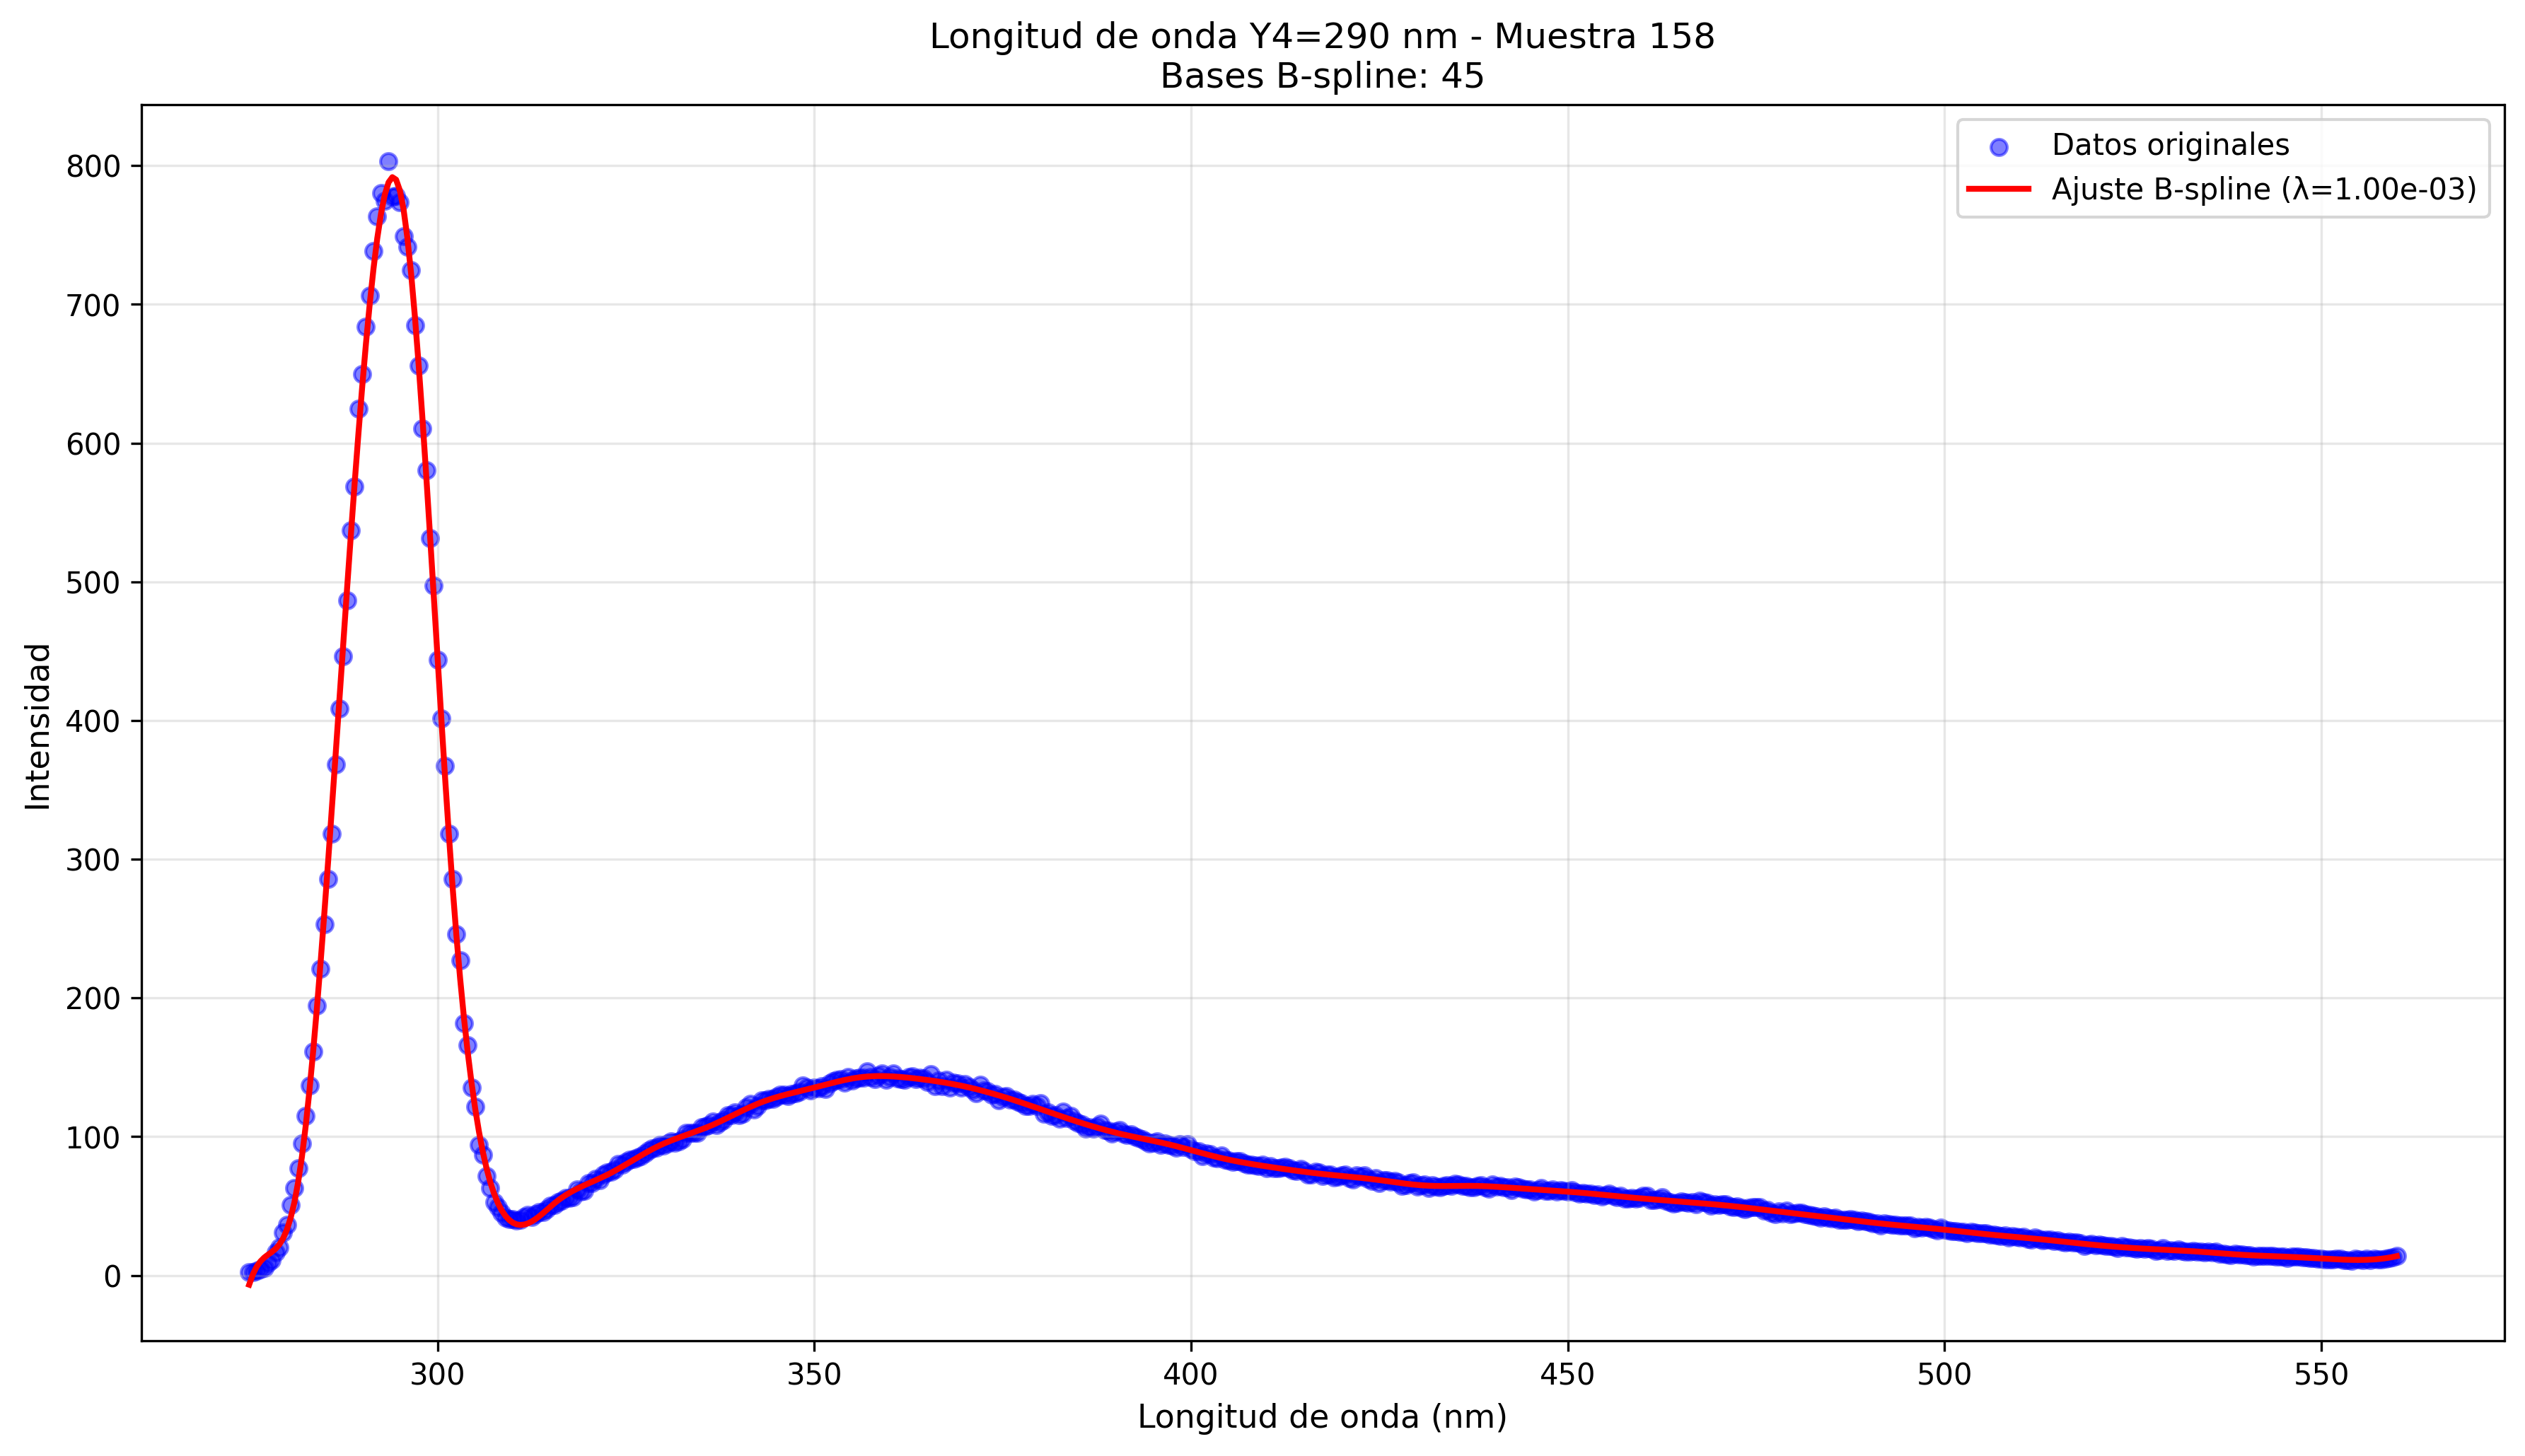 Longitud de onda Y4=290 nm - Muestra 158
Bases B-spline: 45
Datos originales
Ajuste B-spline (λ=1.00e-03)
Intensidad
800
700
600
500
400
300
200
100
0
300 350 400 450 500 550
Longitud de onda (nm)